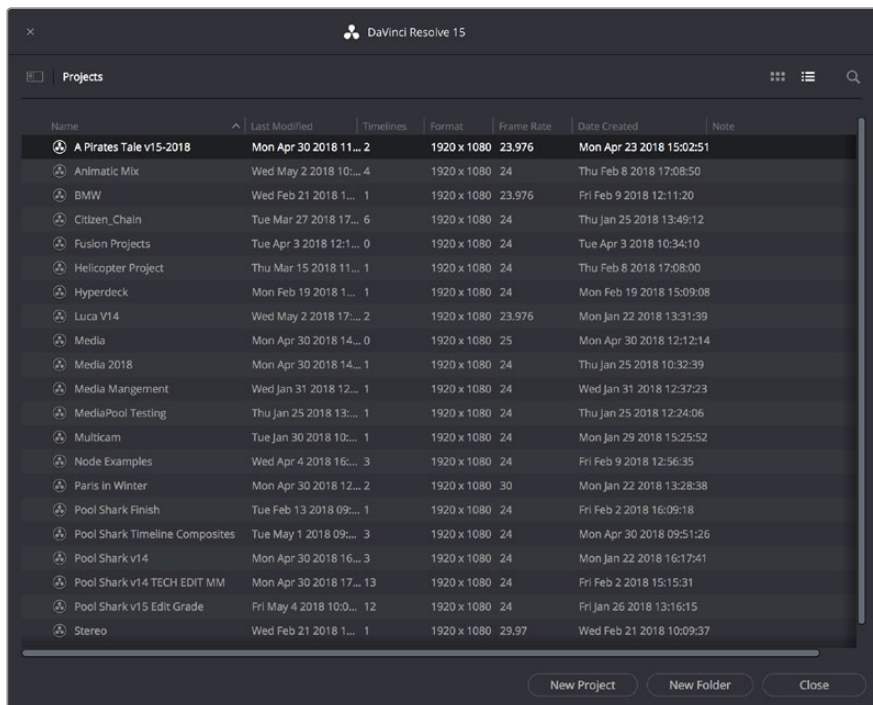 DaVinci Resolve 15
Projects
Name Last Modified Timelines Format Frame Rate Date Created Note
A Pirates Tale v15-2018 Mon Apr 30 2018 11... 2 1920 x 1080 23.976 Mon Apr 23 2018 15:02:51
Animatic Mix Wed May 2 2018 10:... 4 1920 x 1080 24 Thu Feb 8 2018 17:08:50
BMW Wed Feb 21 2018 1... 1 1920 x 1080 23.976 Fri Feb 9 2018 12:11:20
Citizen_Chain Tue Mar 27 2018 17... 6 1920 x 1080 24 Thu Jan 25 2018 13:49:12
Fusion Projects Tue Apr 3 2018 12:1... 0 1920 x 1080 24 Tue Apr 3 2018 10:34:10
Helicopter Project Thu Mar 15 2018 11... 1 1920 x 1080 24 Thu Feb 8 2018 17:08:00
Hyperdeck Mon Feb 19 2018 1... 1 1920 x 1080 24 Mon Feb 19 2018 15:09:08
Luca V14 Wed May 2 2018 17:... 2 1920 x 1080 23.976 Mon Jan 22 2018 13:31:39
Media Mon Apr 30 2018 14... 0 1920 x 1080 25 Mon Apr 30 2018 12:12:14
Media 2018 Mon Apr 30 2018 14... 1 1920 x 1080 24 Thu Jan 25 2018 10:32:39
Media Mangement Wed Jan 31 2018 12... 1 1920 x 1080 24 Wed Jan 31 2018 12:37:23
MediaPool Testing Thu Jan 25 2018 13:... 1 1920 x 1080 24 Thu Jan 25 2018 12:24:06
Multicam Tue Jan 30 2018 10:... 1 1920 x 1080 24 Mon Jan 29 2018 15:25:52
Node Examples Wed Apr 4 2018 16:... 3 1920 x 1080 24 Fri Feb 9 2018 12:56:35
Paris in Winter Mon Apr 30 2018 12... 2 1920 x 1080 30 Mon Jan 22 2018 13:28:38
Pool Shark Finish Tue Feb 13 2018 09:... 1 1920 x 1080 24 Fri Feb 2 2018 16:09:18
Pool Shark Timeline Composites Tue May 1 2018 09:... 3 1920 x 1080 24 Mon Apr 30 2018 09:51:26
Pool Shark v14 Mon Apr 30 2018 16... 3 1920 x 1080 24 Mon Jan 22 2018 16:17:41
Pool Shark v14 TECH EDIT MM Mon Apr 30 2018 17... 13 1920 x 1080 24 Fri Feb 2 2018 15:15:31
Pool Shark v15 Edit Grade Fri May 4 2018 10:0... 12 1920 x 1080 24 Fri Jan 26 2018 13:16:15
Stereo Wed Feb 21 2018 1... 1 1920 x 1080 29.97 Wed Feb 21 2018 10:09:37
New Project New Folder Close